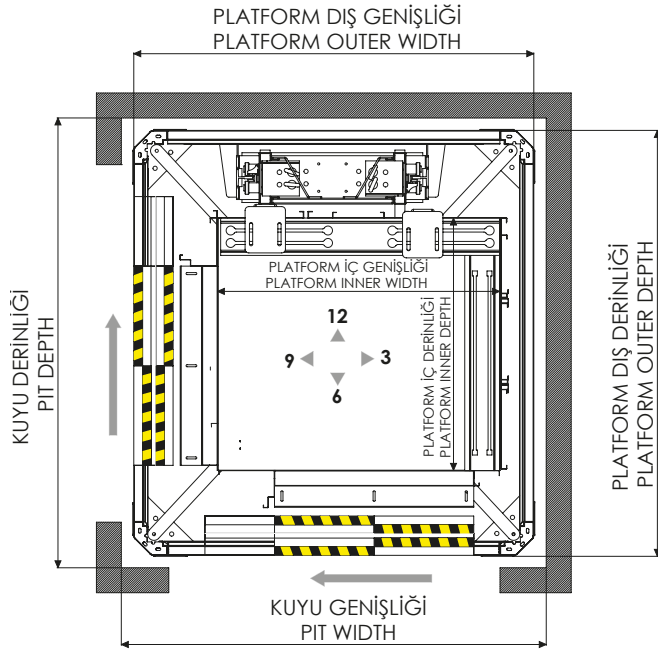 PLATFORM DIŞ GENİŞLİĞİ
PLATFORM OUTER WIDTH
KUYU DERİNLİĞİ
PIT DEPTH
PLATFORM İÇ GENİŞLİĞİ
PLATFORM INNER WIDTH
12
9
3
6
PLATFORM İÇ DERİNLİĞİ
PLATFORM INNER DEPTH
PLATFORM DIŞ DERİNLİĞİ
PLATFORM OUTER DEPTH
KUYU GENİŞLİĞİ
PIT WIDTH